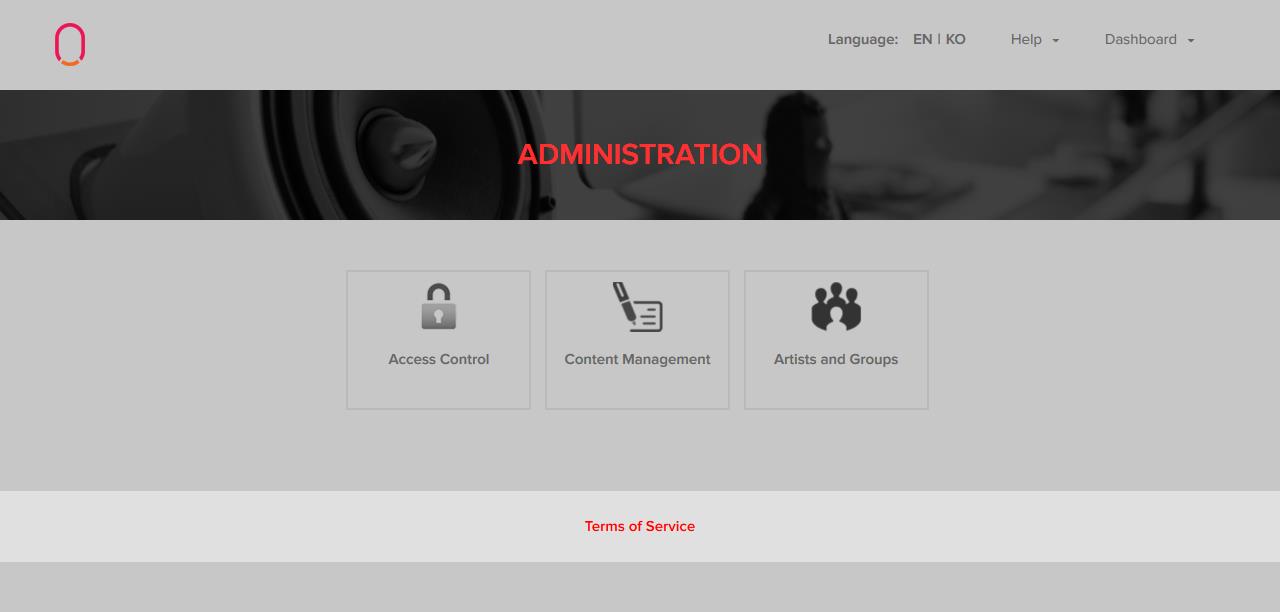 Language: EN | KO Help Dashboard
ADMINISTRATION
Access Control
Content Management
Artists and Groups
Terms of Service